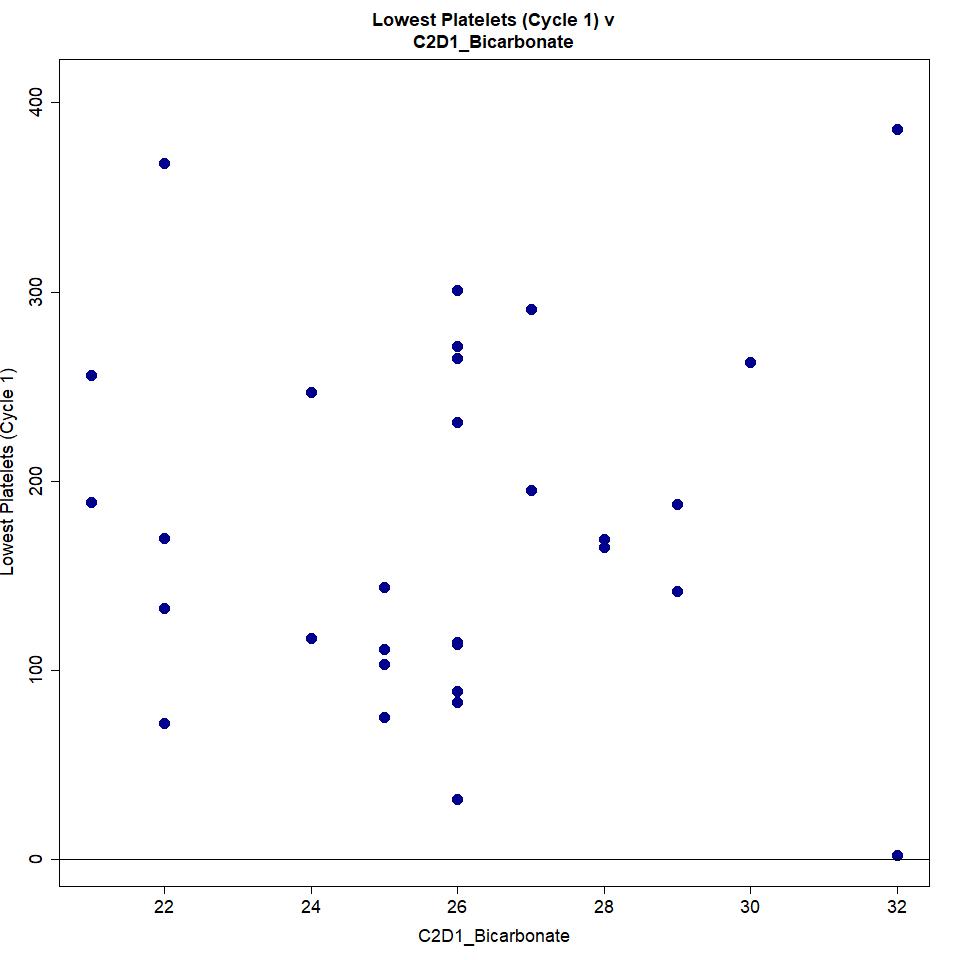 Lowest Platelets (Cycle 1) v
C2D1_Bicarbonate
400
300
200
100
0
Lowest Platelets (Cycle 1)
22 24 26 28 30 32
C2D1_Bicarbonate